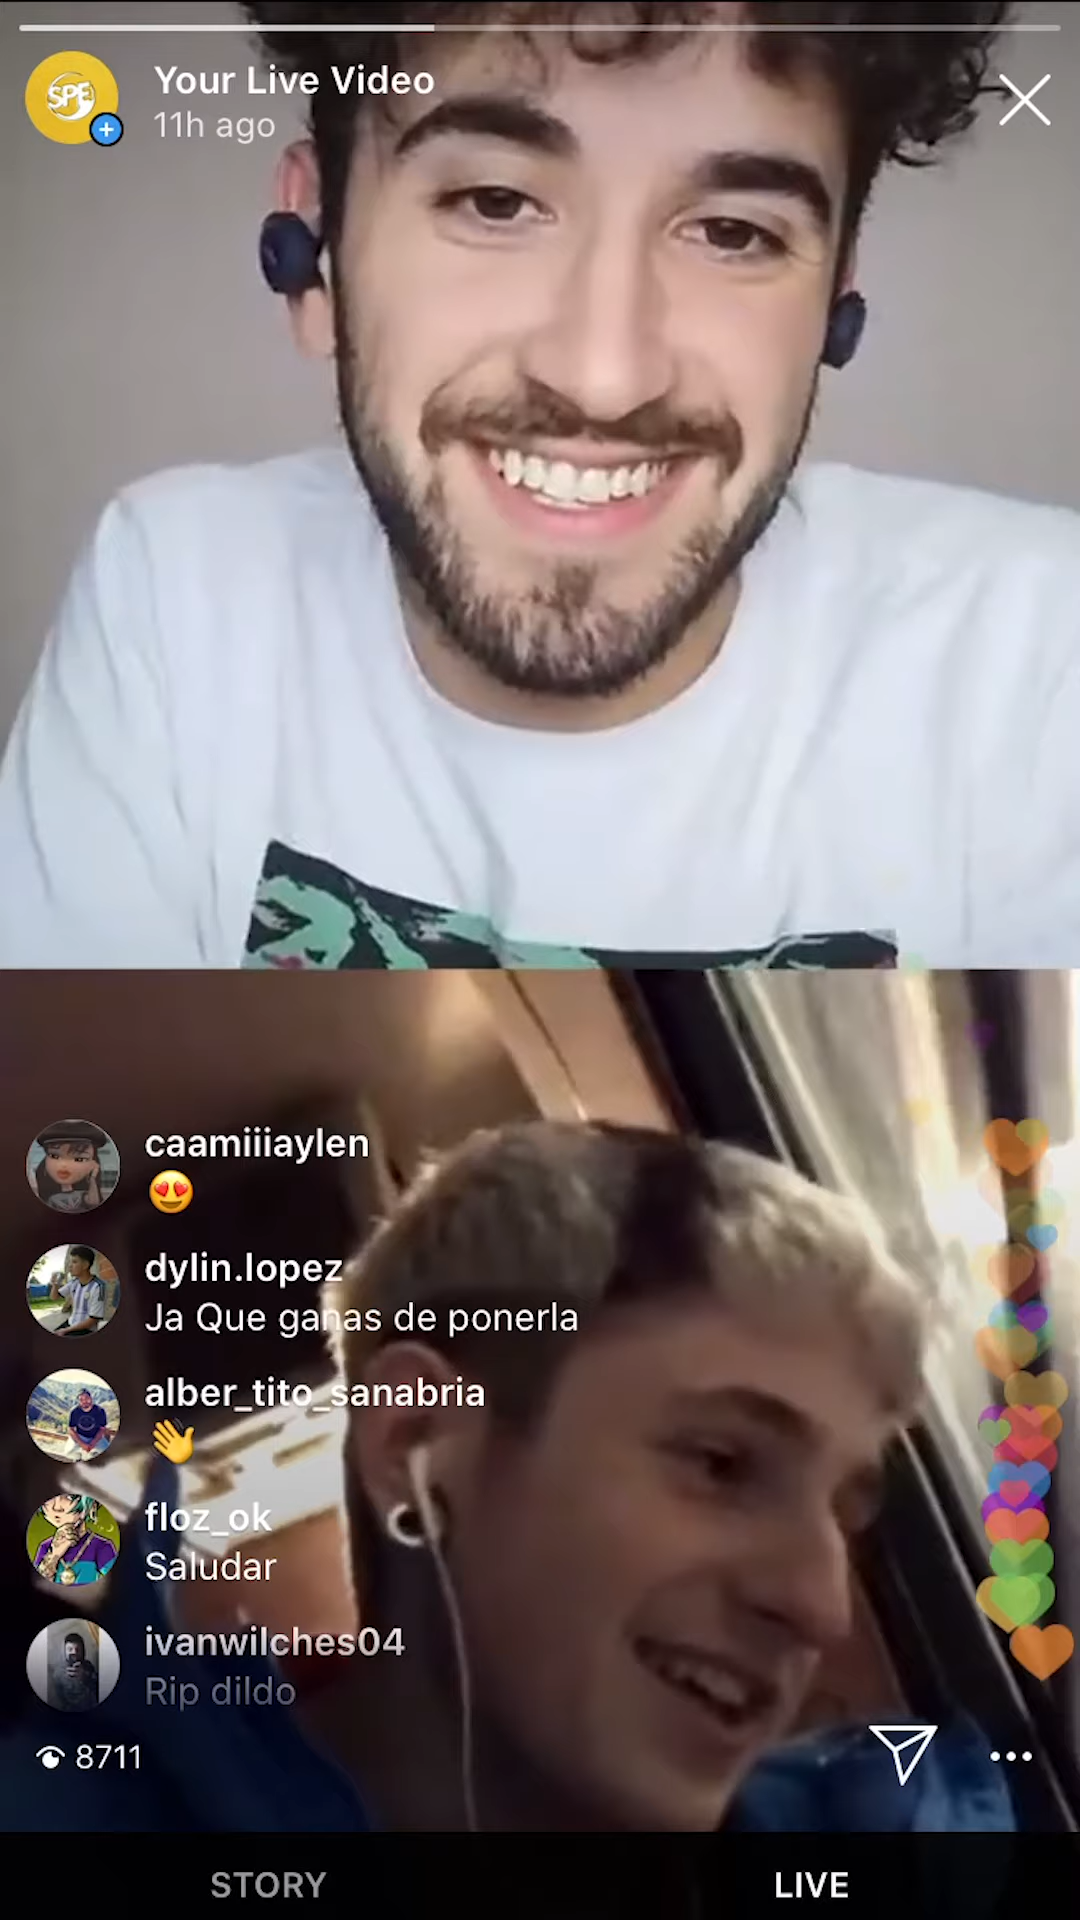 SPE
Your Live Video
11h ago
caamiiiaylen
😍
dylin.lopez
Ja Que ganas de ponerla
alber_tito_sanabria
👋
floz_ok
Saludar
ivanwilches04
Rip dildo
8711
STORY
LIVE